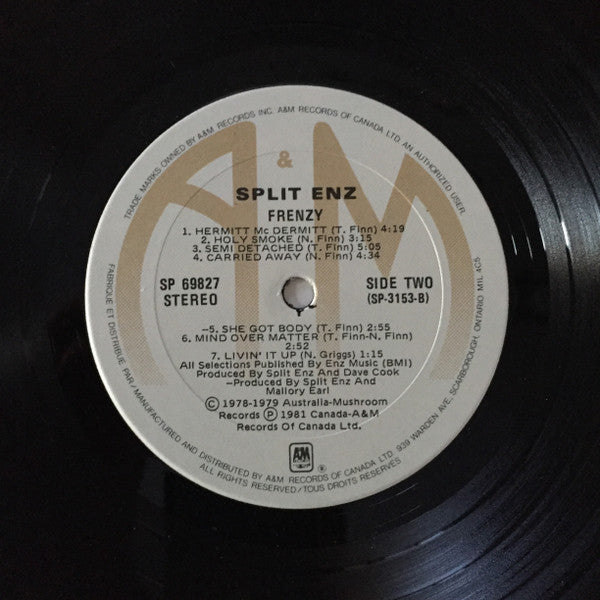 TRADE MARKS OWNED BY A&M RECORDS INC. A&M RECORDS OF CANADA LTD. AN AUTHORIZED USER.
A & M
SPLIT ENZ
FRENZY
1. HERMITT Mc DERMITT (T. Finn) 4:19
2. HOLY SMOKE (N. Finn) 3:15
3. SEMI DETACHED (T. Finn) 5:05
4. CARRIED AWAY (N. Finn) 4:34
SP 69827 SIDE TWO
STEREO (SP-3153-B)
–5. SHE GOT BODY (T. Finn) 2:55
6. MIND OVER MATTER (T. Finn-N. Finn)
2:52
7. LIVIN' IT UP (N. Griggs) 1:15
All Selections Published By Enz Music (BMI)
Produced By Split Enz and Dave Cook
–Produced By Split Enz And
Mallory Earl
Ⓒ 1978-1979 Australia-Mushroom
Records Ⓟ 1981 Canada-A&M
Records Of Canada Ltd.
A&M ®
FABRIQUE ET DISTRIBUE PAR/MANUFACTURED AND DISTRIBUTED BY A&M RECORDS OF CANADA LTD 939 WARDEN AVE. SCARBOROUGH, ONTARIO M1L 4C5
ALL RIGHTS RESERVED/TOUS DROITS RESERVES